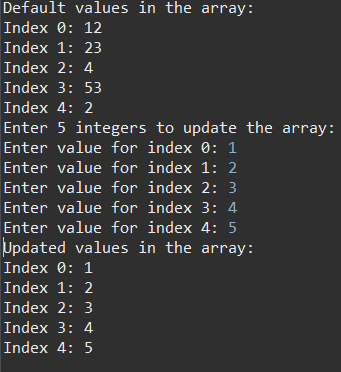 Default values in the array:
Index 0: 12
Index 1: 23
Index 2: 4
Index 3: 53
Index 4: 2
Enter 5 integers to update the array:
Enter value for index 0: 1
Enter value for index 1: 2
Enter value for index 2: 3
Enter value for index 3: 4
Enter value for index 4: 5
Updated values in the array:
Index 0: 1
Index 1: 2
Index 2: 3
Index 3: 4
Index 4: 5